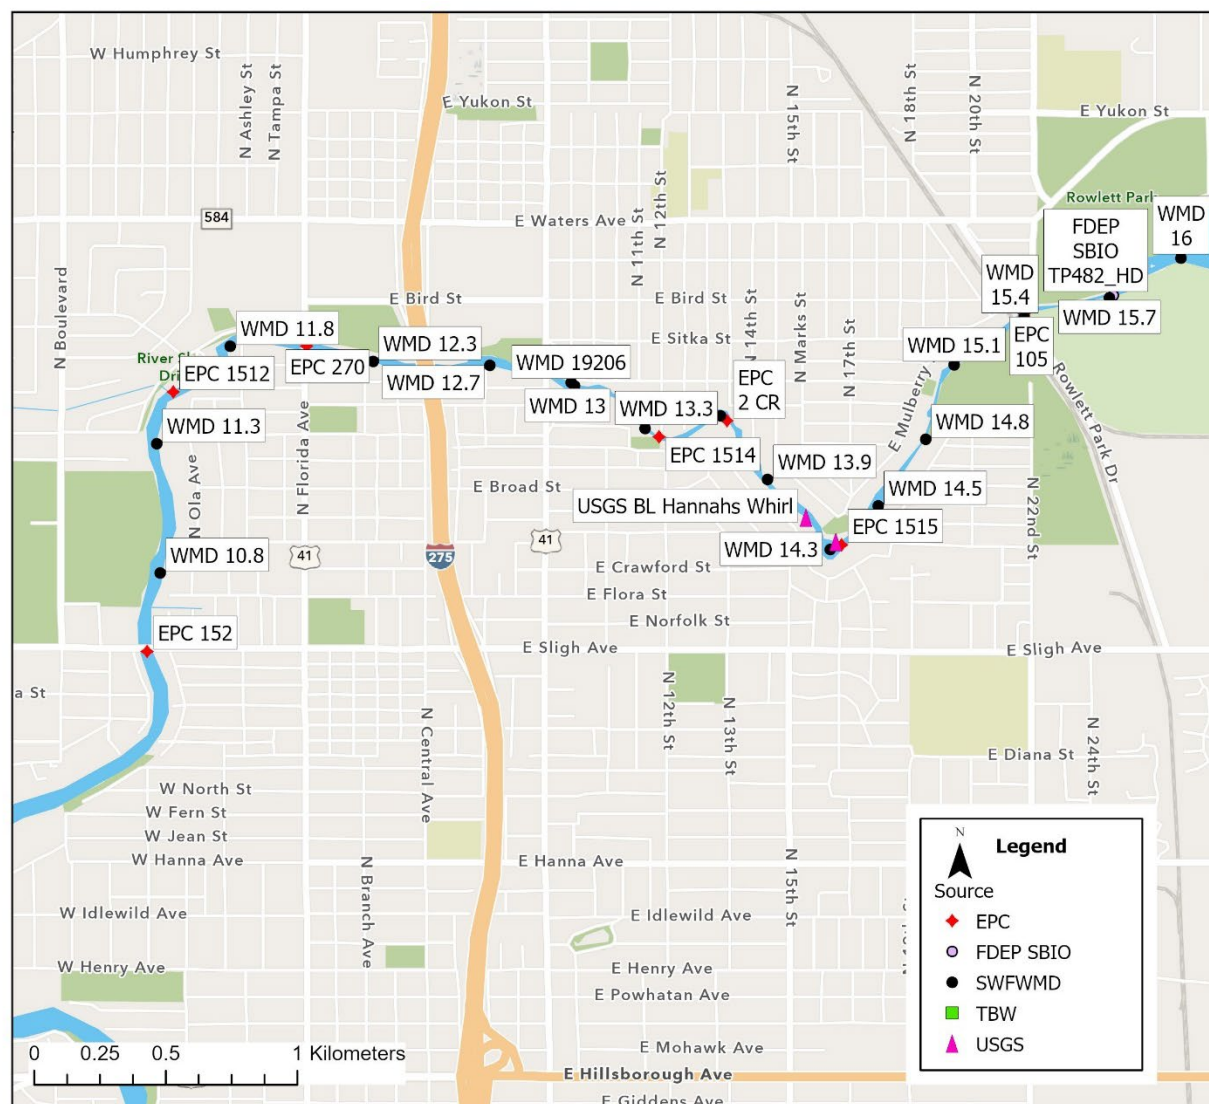 W Humphrey St
N Ashley St
N Tampa St
E Yukon St
N 15th St
N 18th St
N 20th St
E Yukon St
584
E Waters Ave
N 11th St
N 12th St
Rowlett Park
FDEP
SBIO
TP482_HD
WMD
16
N Boulevard
E Bird St
E Bird St
E Sitka St
N 14th St
N Marks St
N 17th St
WMD
15.4
EPC
105
WMD 15.7
WMD 11.8
EPC 1512
EPC 270
WMD 12.3
WMD 12.7
WMD 19206
WMD 13
WMD 13.3
EPC
2 CR
WMD 15.1
E Mulberry
Rowlett Park Dr
WMD 11.3
N Ola Ave
N Florida Ave
EPC 1514
WMD 14.8
WMD 13.9
E Broad St
WMD 14.5
USGS BL Hannahs Whirl
EPC 1515
WMD 14.3
N 22nd St
41
275
41
WMD 10.8
E Crawford St
E Flora St
E Norfolk St
EPC 152
E Sligh Ave
E Sligh Ave
a St
N Central Ave
N 12th St
N 13th St
N 24th St
E Diana St
W North St
W Fern St
W Jean St
W Hanna Ave
E Hanna Ave
N 15th St
N Branch Ave
W Idlewild Ave
E Idlewild Ave
W Henry Ave
E Henry Ave
E Powhatan Ave
E Mohawk Ave
E Hillsborough Ave
E Giddens Ave
0 0.25 0.5 1 Kilometers
N
Legend
Source
EPC
FDEP SBIO
SWFWMD
TBW
USGS